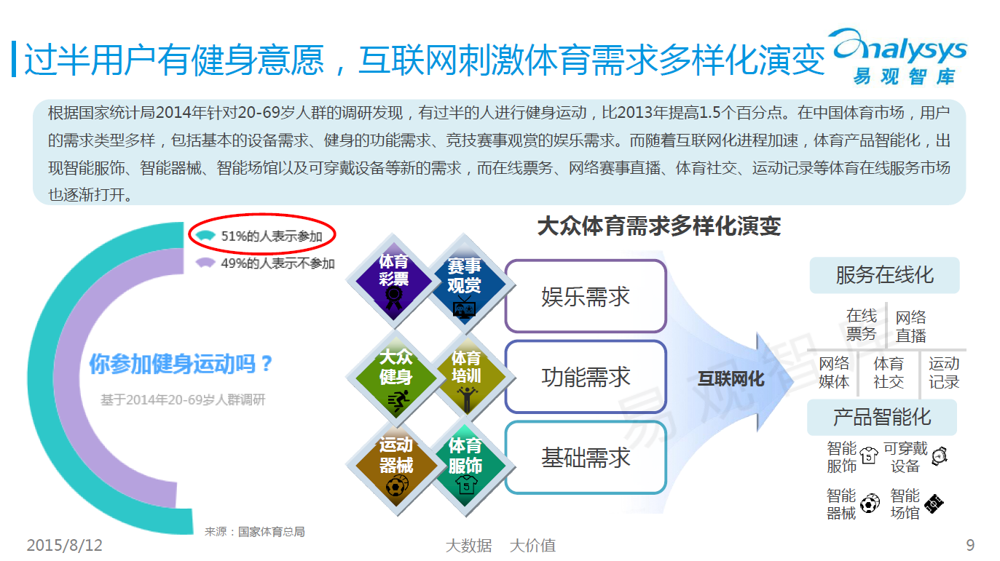 过半用户有健身意愿，互联网刺激体育需求多样化演变
analysys
易观智库
根据国家统计局2014年针对20-69岁人群的调研发现，有过半的人进行健身运动，比2013年提高1.5个百分点。在中国体育市场，用户
的需求类型多样，包括基本的设备需求、健身的功能需求、竞技赛事观赏的娱乐需求。而随着互联网化进程加速，体育产品智能化，出
现智能服饰、智能器械、智能场馆以及可穿戴设备等新的需求，而在线票务、网络赛事直播、体育社交、运动记录等体育在线服务市场
也逐渐打开。
51%的人表示参加
49%的人表示不参加
你参加健身运动吗？
基于2014年20-69岁人群调研
来源：国家体育总局
大众体育需求多样化演变
体育
彩票
赛事
观赏
娱乐需求
大众
健身
体育
培训
功能需求
运动
器械
体育
服饰
5
基础需求
互联网化
易观智库
服务在线化
在线
票务
网络
直播
网络
媒体
体育
社交
运动
记录
产品智能化
智能
服饰
5
可穿戴
设备
智能
器械
智能
场馆
2015/8/12
大数据 大价值
9